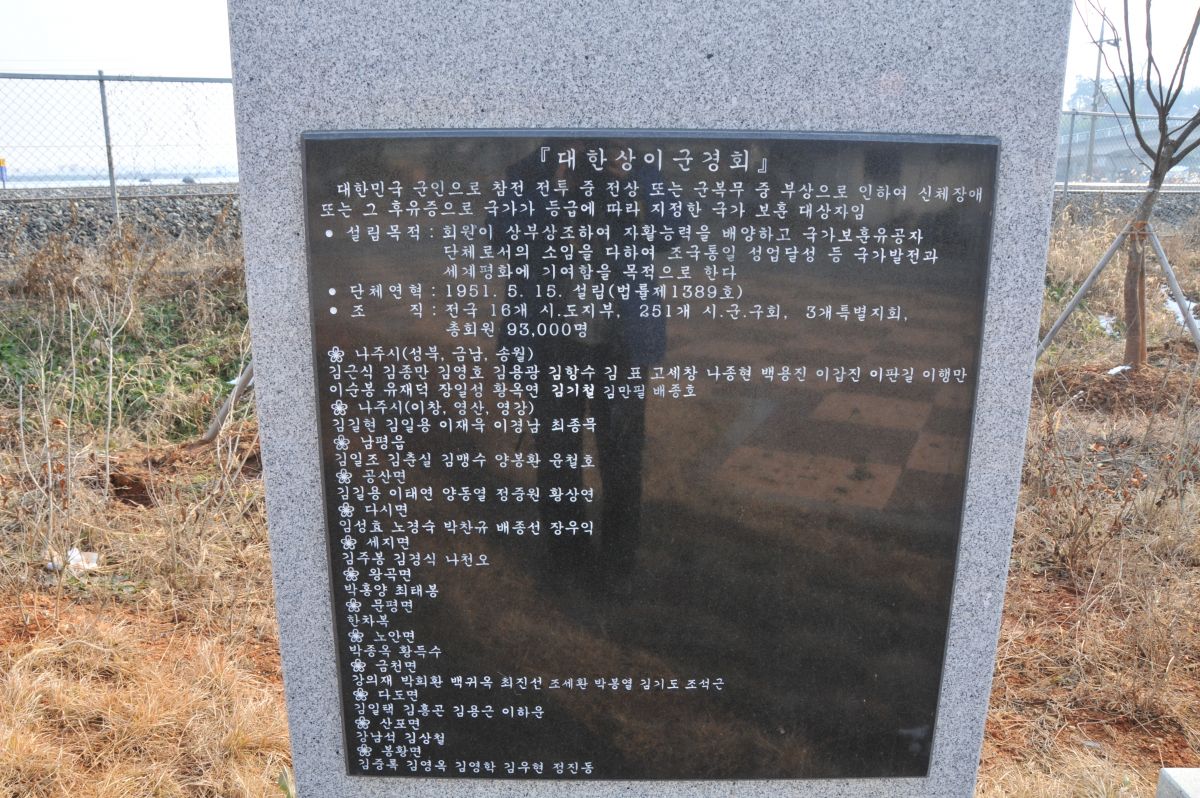 『대한상이군경회』
대한민국 군인으로 참전 전투 중 전상 또는 군복무 중 부상으로 인하여 신체장애
또는 그 후유증으로 국가가 등급에 따라 지정한 국가 보훈 대상자임
● 설립목적 : 회원이 상부상조하여 자활능력을 배양하고 국가보훈유공자
단체로서의 소임을 다하여 조국통일 성업달성 등 국가발전과
세계평화에 기여함을 목적으로 한다
● 단체연혁 : 1951. 5. 15. 설립(법률제1389호)
● 조 직 : 전국 16개 시.도지부, 251개 시.군.구회, 3개특별지회,
총회원 93,000명
❀ 나주시(성북, 금남, 송월)
김근식 김종만 김영호 김용광 김항수 김 표 고세창 나종현 백용진 이갑진 이판길 이행만
이순봉 유재덕 장일성 황옥연 김기철 김만필 배종호
❀ 나주시(이창, 영산, 영강)
김길현 김일용 이재욱 이경남 최종묵
❀ 남평읍
김일조 김춘실 김맹수 양봉환 윤철호
❀ 공산면
김길용 이태연 양동열 정증원 황상연
❀ 다시면
임성효 노경숙 박찬규 배종선 장우익
❀ 세지면
김주봉 김경식 나천오
❀ 왕곡면
박홍양 최태봉
❀ 문평면
한차복
❀ 노안면
박종옥 황득수
❀ 금천면
강의재 박희환 백귀옥 최진선 조세환 박봉열 김기도 조석근
❀ 다도면
김일택 김홍곤 김용근 이하운
❀ 산포면
강남석 김상철
❀ 봉황면
김중록 김영옥 김영학 김우현 정진동